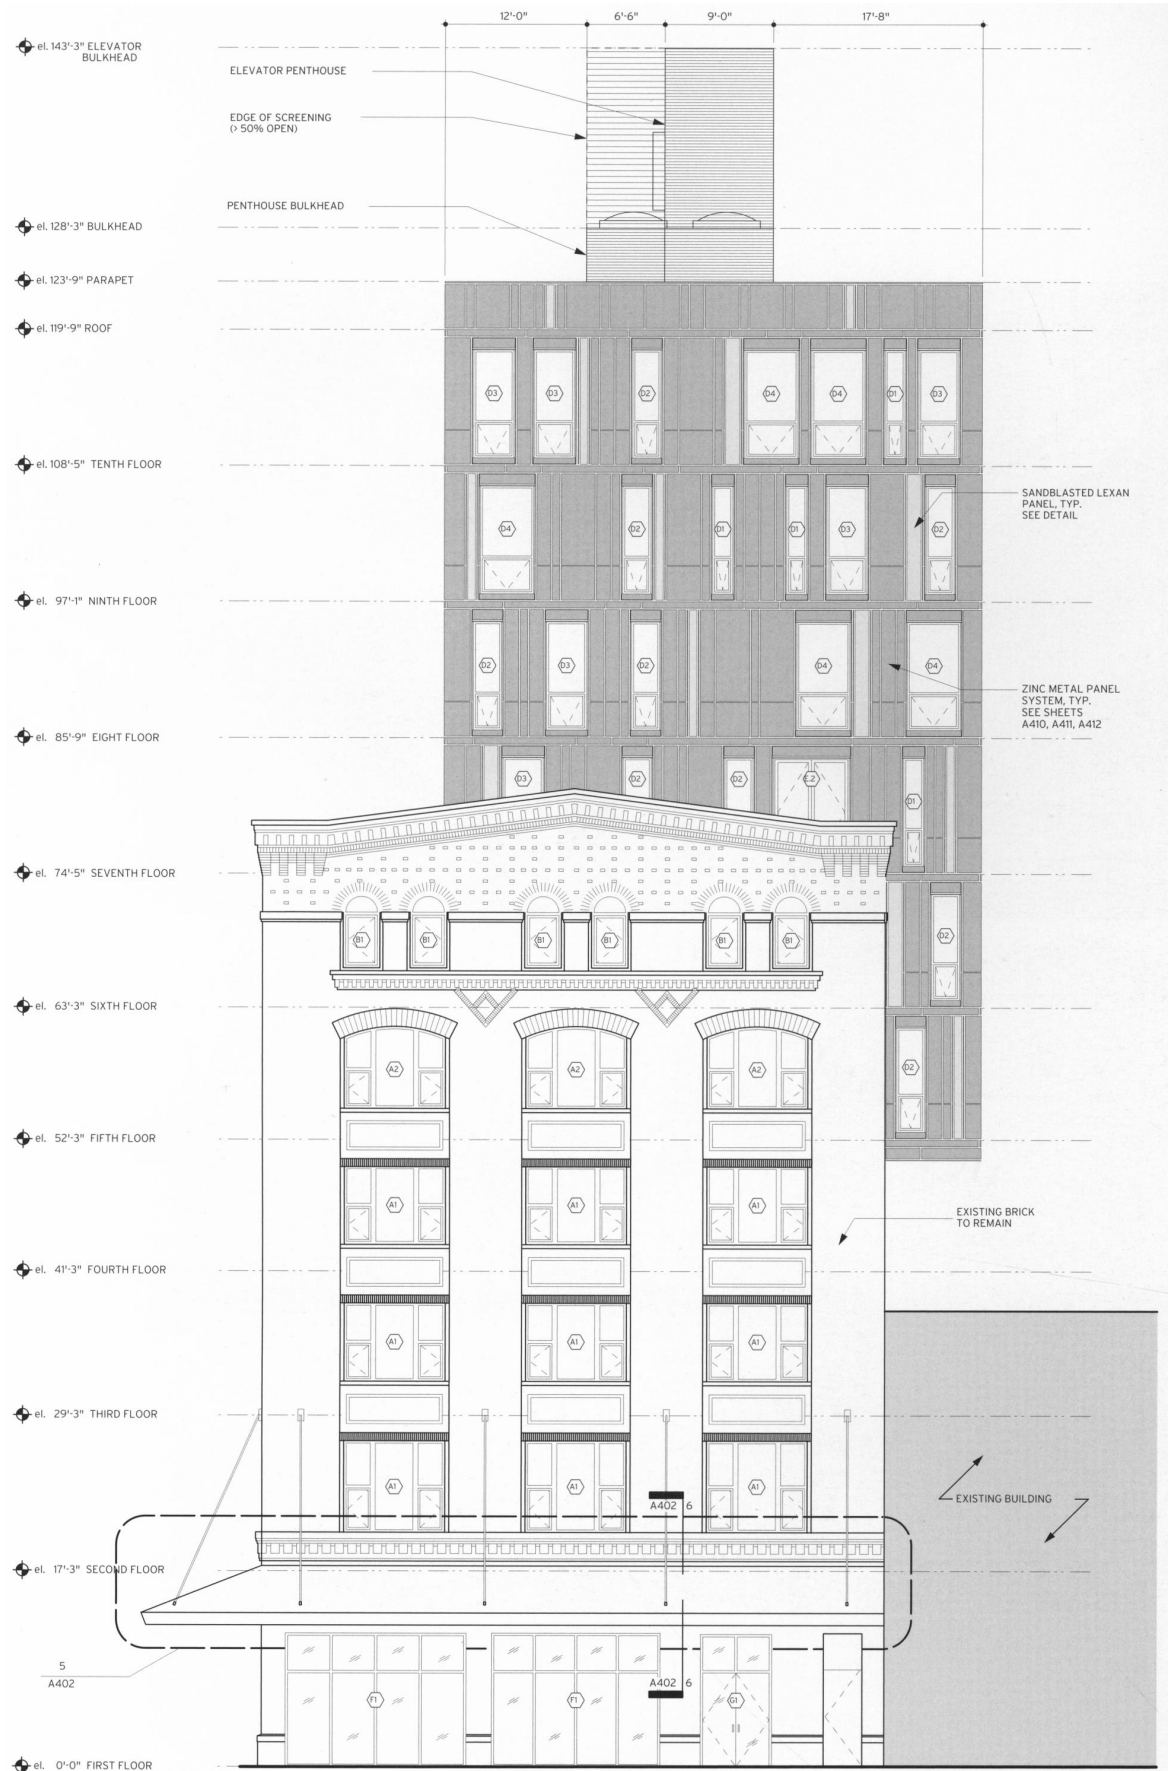 12'-0" 6'-6" 9'-0" 17'-8"
el. 143'-3" ELEVATOR
BULKHEAD
ELEVATOR PENTHOUSE
EDGE OF SCREENING
(> 50% OPEN)
PENTHOUSE BULKHEAD
el. 128'-3" BULKHEAD
el. 123'-9" PARAPET
el. 119'-9" ROOF
D3 D3 D2 D4 D4 D1 D3
el. 108'-5" TENTH FLOOR
SANDBLASTED LEXAN
PANEL, TYP.
SEE DETAIL
D4 D2 D1 D1 D3 D2
el. 97'-1" NINTH FLOOR
D2 D3 D2 D4 D4
ZINC METAL PANEL
SYSTEM, TYP.
SEE SHEETS
A410, A411, A412
el. 85'-9" EIGHT FLOOR
D3 D2 D2 E.2
D1
el. 74'-5" SEVENTH FLOOR
B1 B1 B1 B1 B1 B1 D2
el. 63'-3" SIXTH FLOOR
A2 A2 A2 D2
el. 52'-3" FIFTH FLOOR
A1 A1 A1
EXISTING BRICK
TO REMAIN
el. 41'-3" FOURTH FLOOR
A1 A1 A1
el. 29'-3" THIRD FLOOR
A1 A1 A1
A402 6
EXISTING BUILDING
el. 17'-3" SECOND FLOOR
5
A402
A402 6
F1 F1 G1
el. 0'-0" FIRST FLOOR